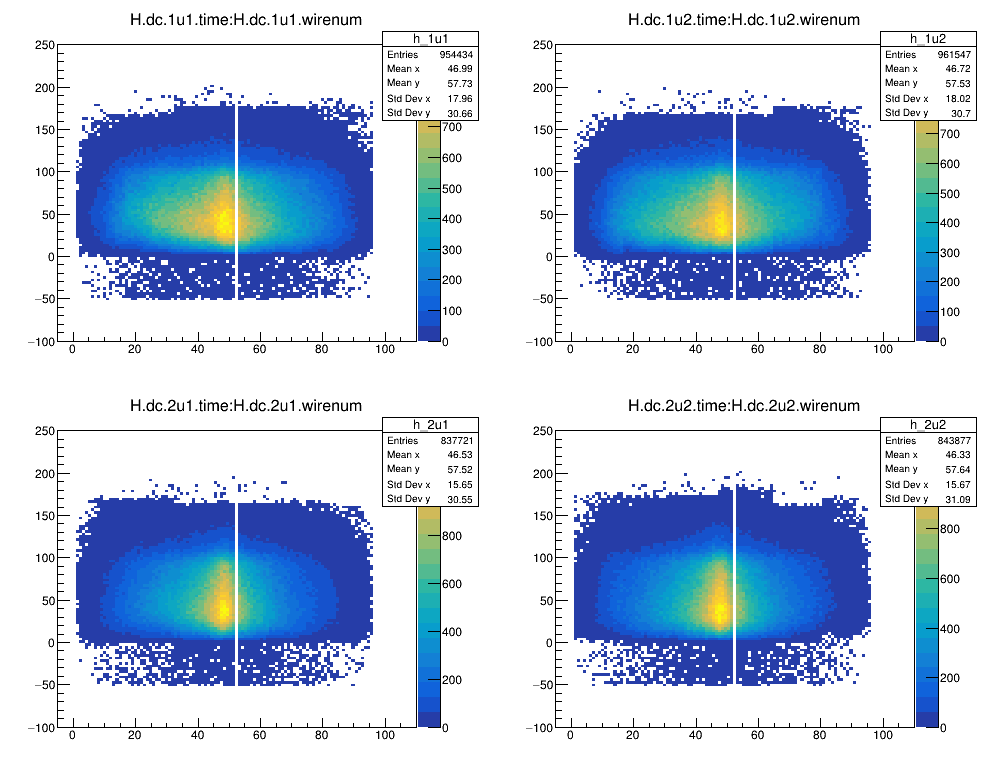 H.dc.1u1.time:H.dc.1u1.wirenum
h_1u1
Entries 954434
Mean x 46.99
Mean y 57.73
Std Dev x 17.96
Std Dev y 30.66
250
200
150
100
50
0
−50
−100
0 20 40 60 80 100
700
600
500
400
300
200
100
0
H.dc.1u2.time:H.dc.1u2.wirenum
h_1u2
Entries 961547
Mean x 46.72
Mean y 57.53
Std Dev x 18.02
Std Dev y 30.7
250
200
150
100
50
0
−50
−100
0 20 40 60 80 100
700
600
500
400
300
200
100
0
H.dc.2u1.time:H.dc.2u1.wirenum
h_2u1
Entries 837721
Mean x 46.53
Mean y 57.52
Std Dev x 15.65
Std Dev y 30.55
250
200
150
100
50
0
−50
−100
0 20 40 60 80 100
800
600
400
200
0
H.dc.2u2.time:H.dc.2u2.wirenum
h_2u2
Entries 843877
Mean x 46.33
Mean y 57.64
Std Dev x 15.67
Std Dev y 31.09
250
200
150
100
50
0
−50
−100
0 20 40 60 80 100
800
600
400
200
0